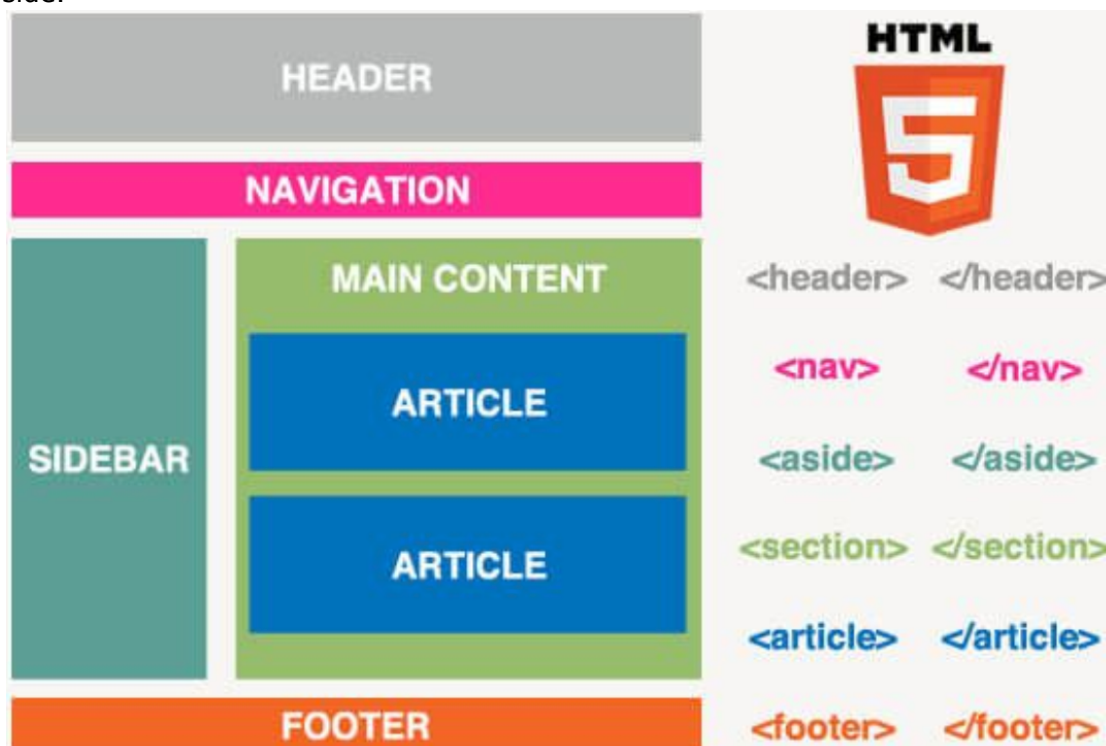 side.
HEADER
NAVIGATION
SIDEBAR
MAIN CONTENT
ARTICLE
ARTICLE
FOOTER
HTML
5
<header> </header>
<nav> </nav>
<aside> </aside>
<section> </section>
<article> </article>
<footer> </footer>